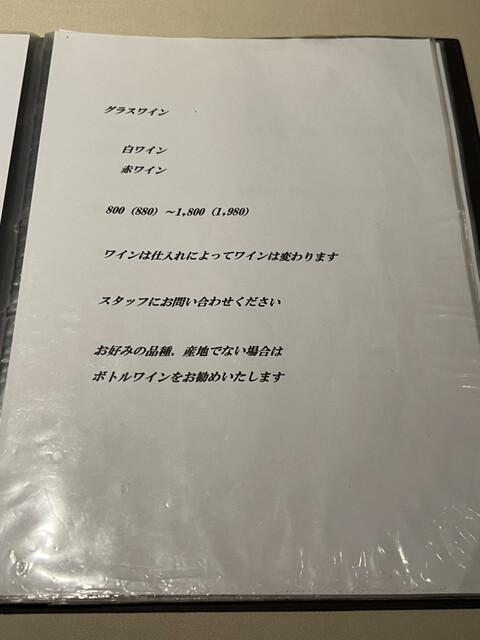 グラスワイン
白ワイン
赤ワイン
800（880）～1,800（1,980）
ワインは仕入れによってワインは変わります
スタッフにお問い合わせください
お好みの品種、産地でない場合は
ボトルワインをお勧めいたします